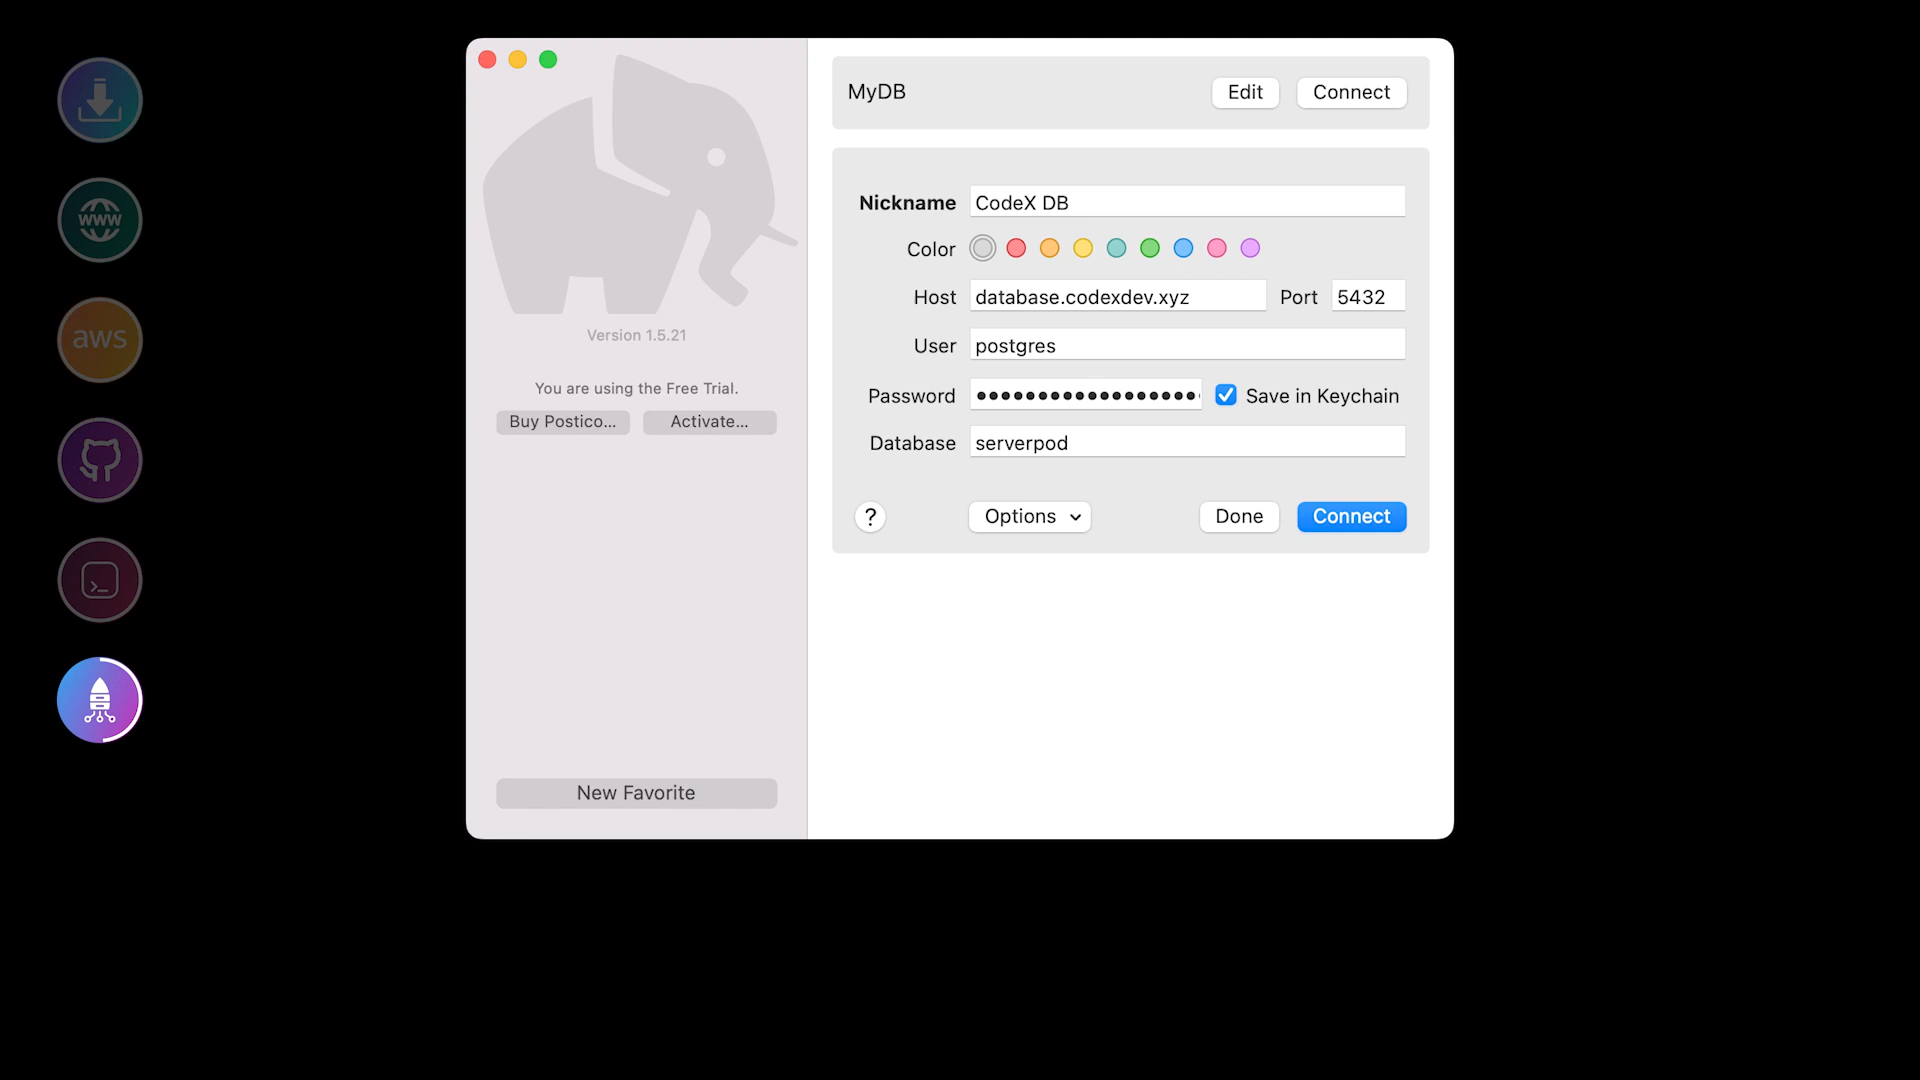 www
aws
Version 1.5.21
You are using the Free Trial.
Buy Postico...
Activate...
New Favorite
MyDB
Edit
Connect
Nickname
CodeX DB
Color
Host
database.codexdev.xyz
Port
5432
User
postgres
Password
Save in Keychain
Database
serverpod
?
Options
Done
Connect